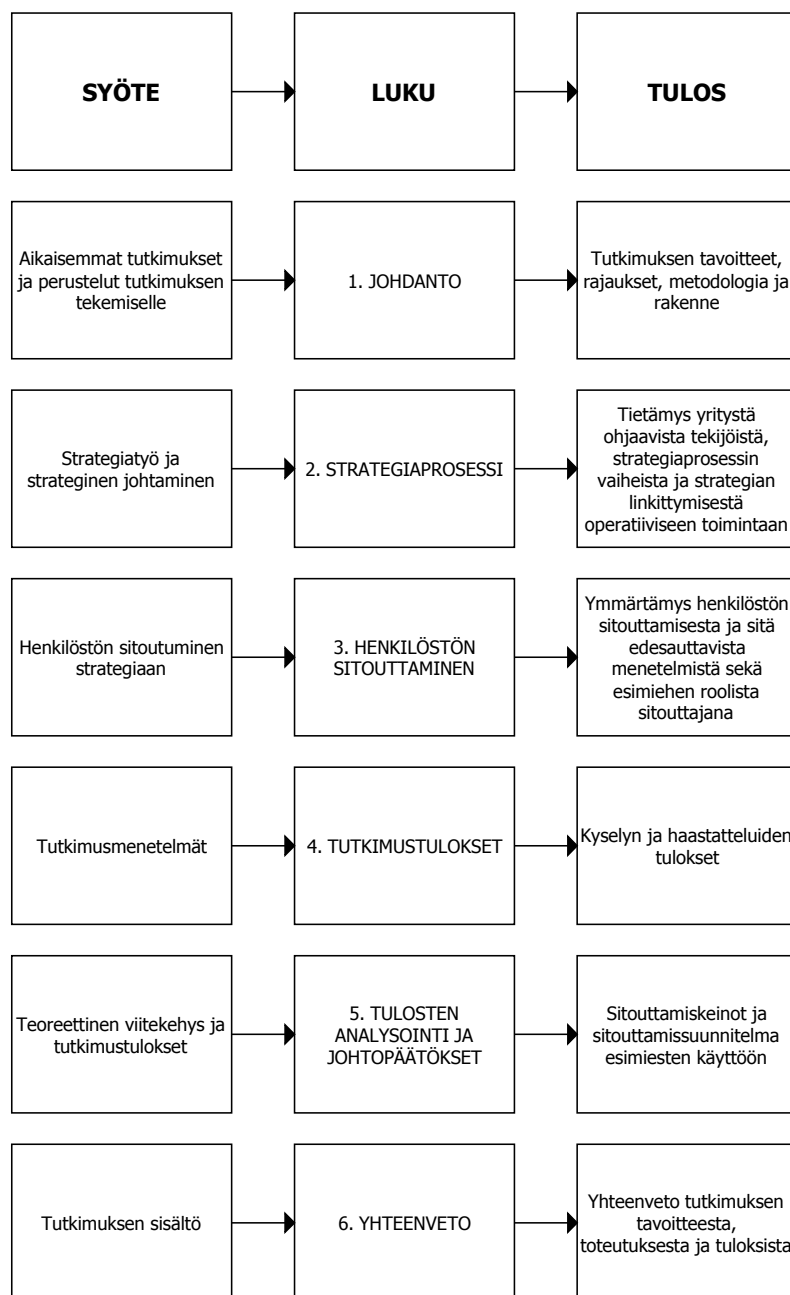 SYÖTE
LUKU
TULOS
Aikaisemmat tutkimukset
ja perustelut tutkimuksen
tekemiselle
1. JOHDANTO
Tutkimuksen tavoitteet,
rajaukset, metodologia ja
rakenne
Strategiatyö ja
strateginen johtaminen
2. STRATEGIAPROSESSI
Tietämys yritystä
ohjaavista tekijöistä,
strategiaprosessin
vaiheista ja strategian
linkittymisestä
operatiiviseen toimintaan
Henkilöstön sitoutuminen
strategiaan
3. HENKILÖSTÖN
SITOUTTAMINEN
Ymmärtämys henkilöstön
sitouttamisesta ja sitä
edesauttavista
menetelmistä sekä
esimiehen roolista
sitouttajana
Tutkimusmenetelmät
4. TUTKIMUSTULOKSET
Kyselyn ja haastatteluiden
tulokset
Teoreettinen viitekehys ja
tutkimustulokset
5. TULOSTEN
ANALYSOINTI JA
JOHTOPÄÄTÖKSET
Sitouttamiskeinot ja
sitouttamissuunnitelma
esimiesten käyttöön
Tutkimuksen sisältö
6. YHTEENVETO
Yhteenveto tutkimuksen
tavoitteesta,
toteutuksesta ja tuloksista